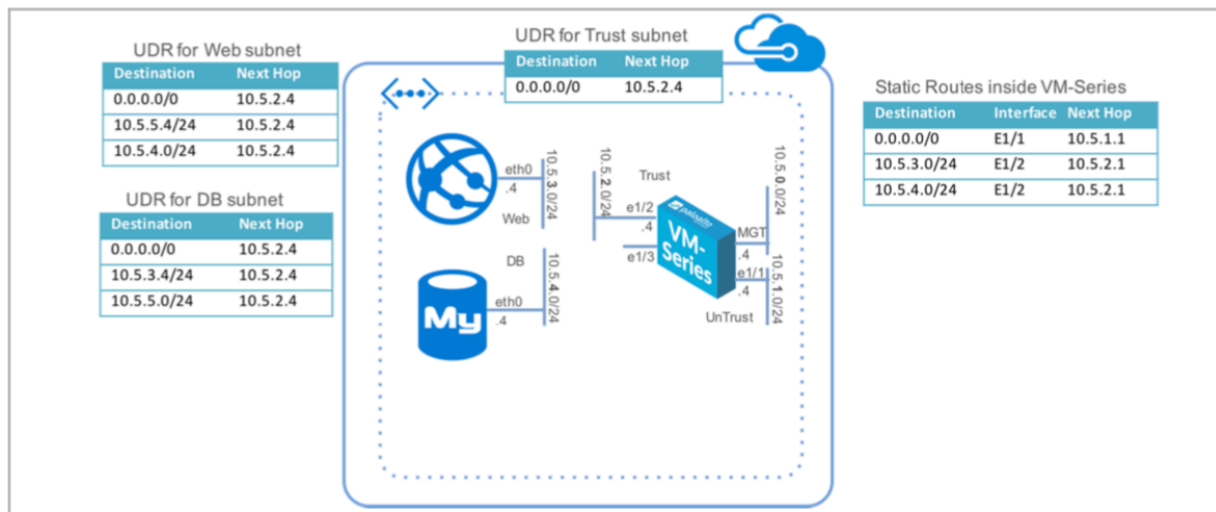 UDR for Web subnet
Destination Next Hop
0.0.0.0/0 10.5.2.4
10.5.5.4/24 10.5.2.4
10.5.4.0/24 10.5.2.4
UDR for DB subnet
Destination Next Hop
0.0.0.0/0 10.5.2.4
10.5.3.4/24 10.5.2.4
10.5.5.0/24 10.5.2.4
UDR for Trust subnet
Destination Next Hop
0.0.0.0/0 10.5.2.4
eth0
.4
10.5.3.0/24
Web
DB
My
eth0
.4
10.5.4.0/24
10.5.2.0/24
Trust
e1/2
.4
e1/3
paloalto
VM-
Series
MGT
.4
10.5.0.0/24
e1/1
.4
10.5.1.0/24
UnTrust
Static Routes inside VM-Series
Destination Interface Next Hop
0.0.0.0/0 E1/1 10.5.1.1
10.5.3.0/24 E1/2 10.5.2.1
10.5.4.0/24 E1/2 10.5.2.1